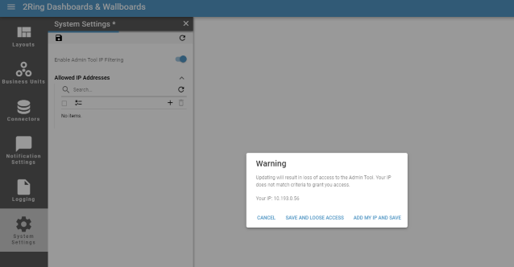 2Ring Dashboards & Wallboards
System Settings *
Layouts
Enable Admin Tool IP Filtering
Business Units
Allowed IP Addresses
Search...
Connectors
No items.
Notification
Settings
Logging
System
Settings
Warning
Updating will result in loss of access to the Admin Tool. Your IP
does not match criteria to grant you access.
Your IP: 10.193.0.56
CANCEL
SAVE AND LOOSE ACCESS
ADD MY IP AND SAVE